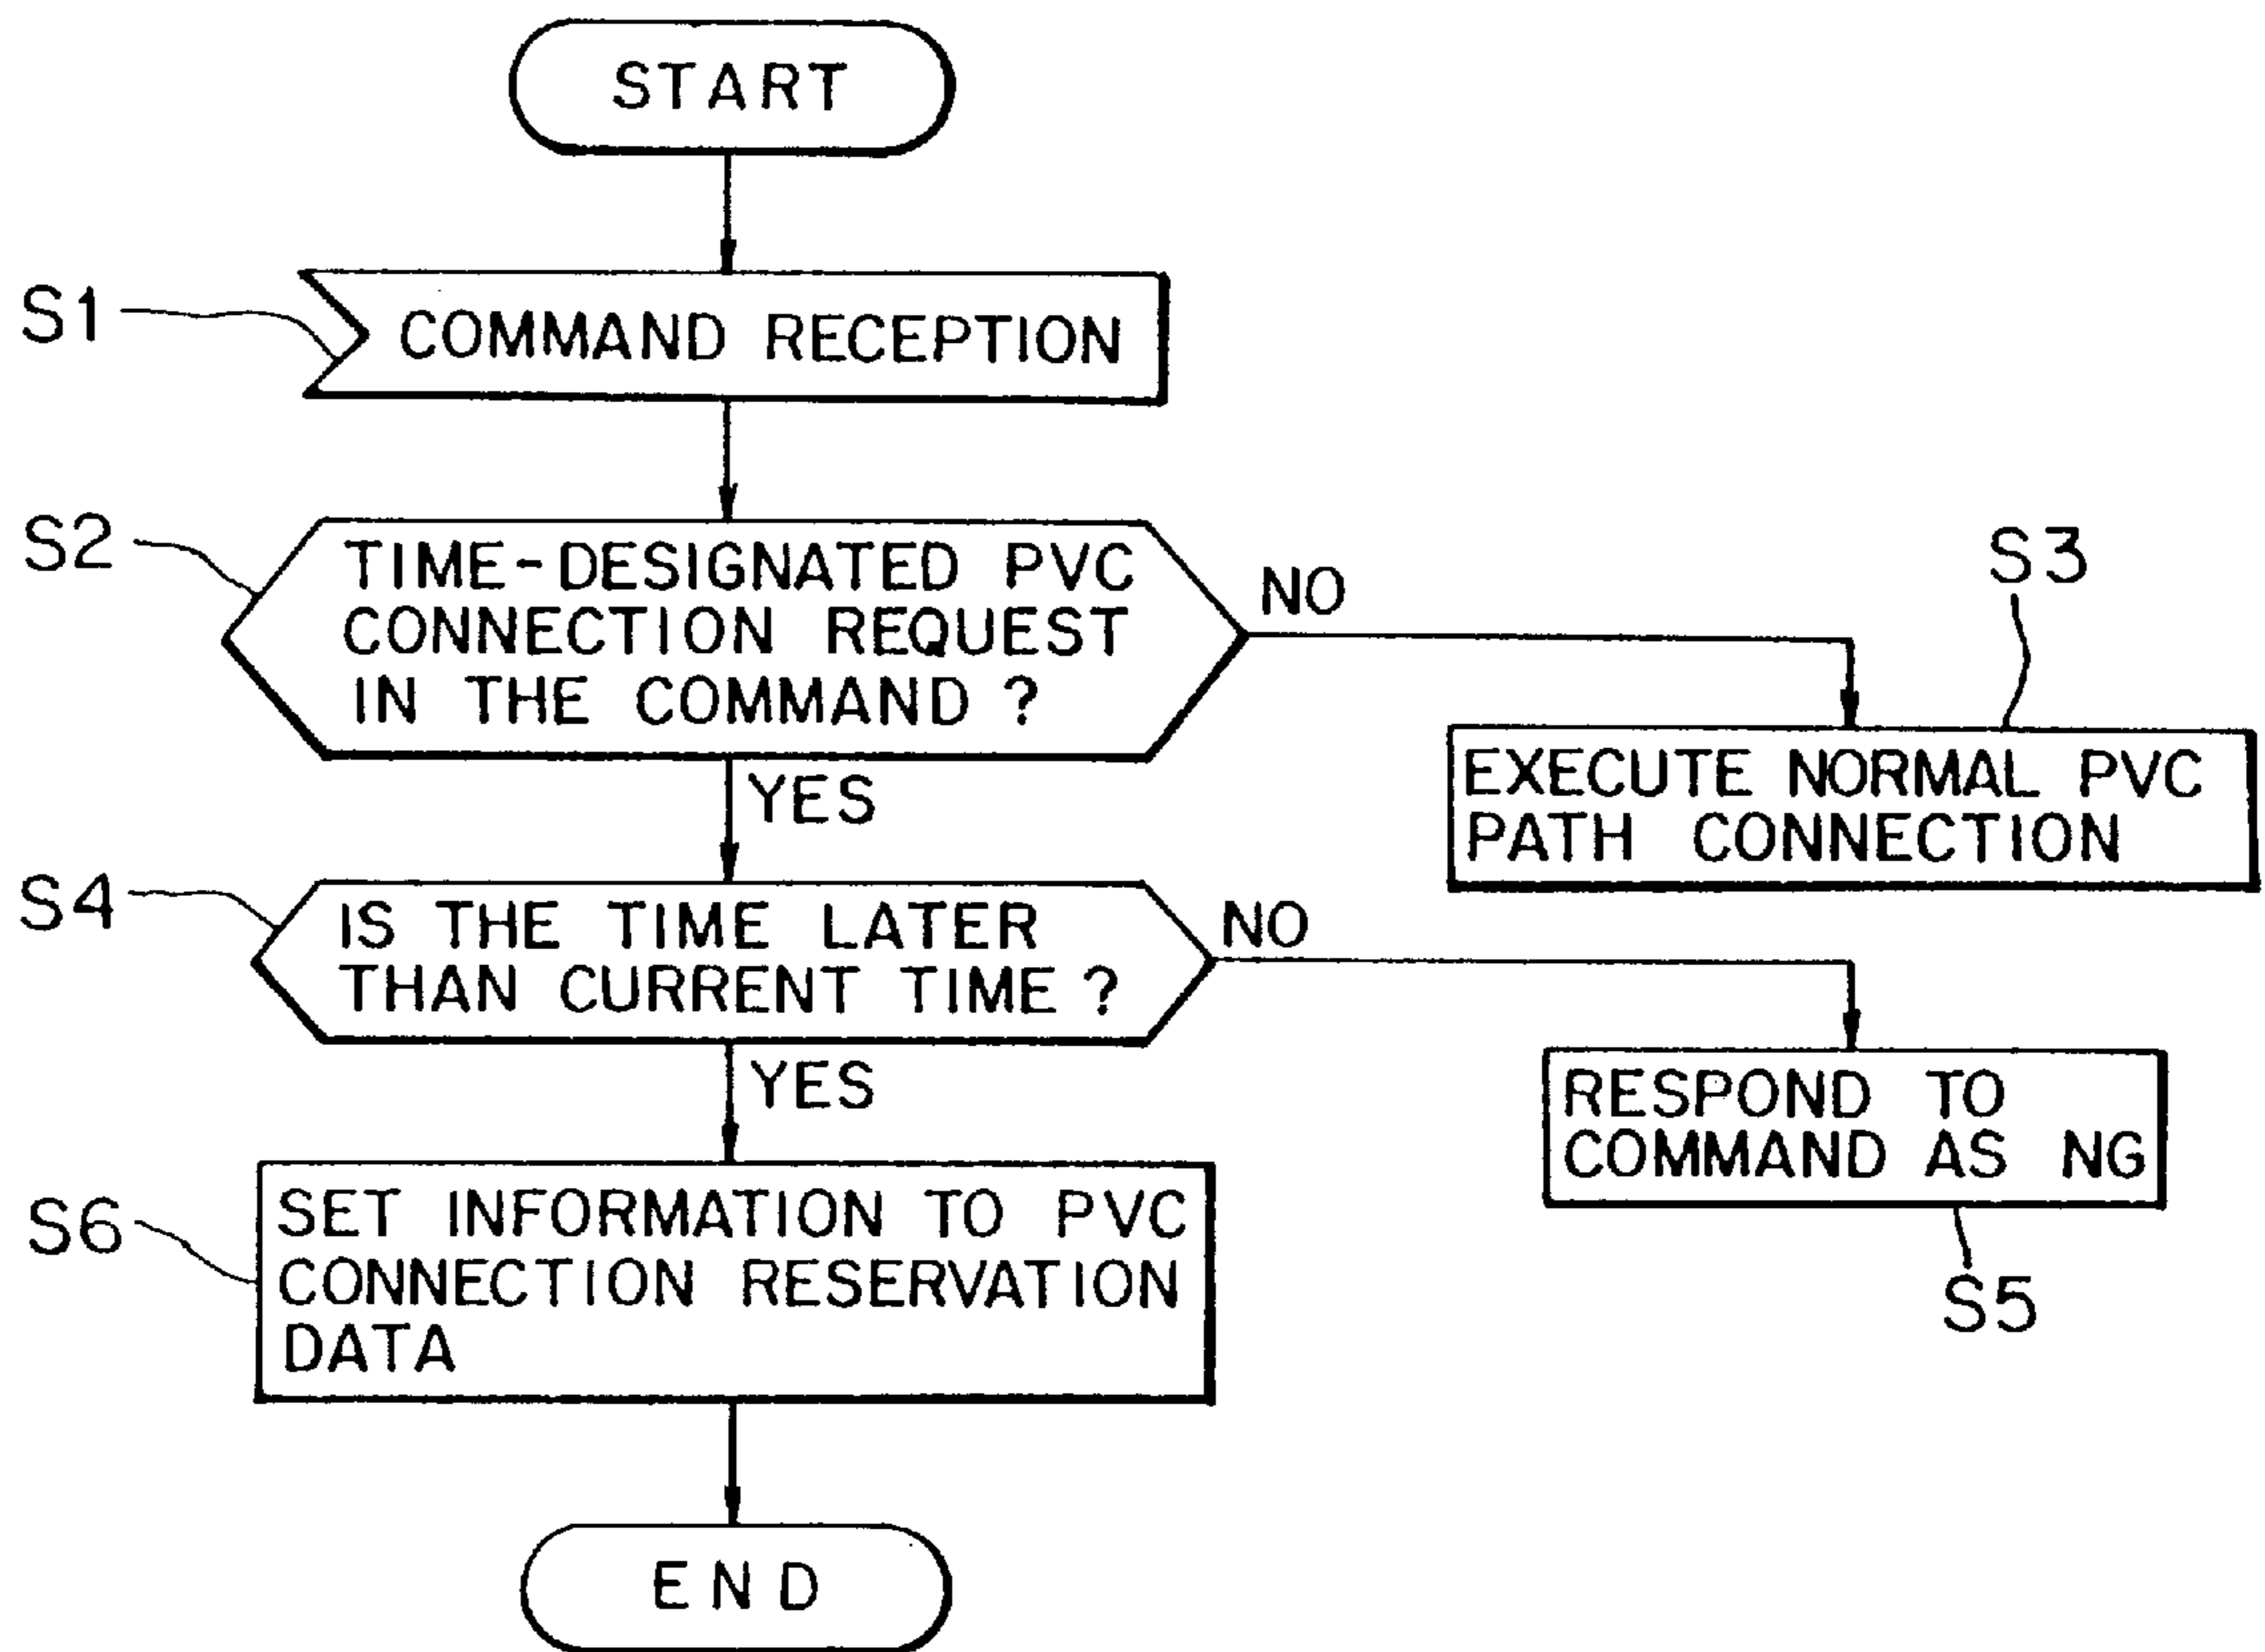 START
S1
COMMAND RECEPTION
S2
TIME-DESIGNATED PVC
CONNECTION REQUEST
IN THE COMMAND ?
NO
S3
EXECUTE NORMAL PVC
PATH CONNECTION
YES
S4
IS THE TIME LATER
THAN CURRENT TIME ?
NO
RESPOND TO
COMMAND AS NG
S5
YES
S6
SET INFORMATION TO PVC
CONNECTION RESERVATION
DATA
END